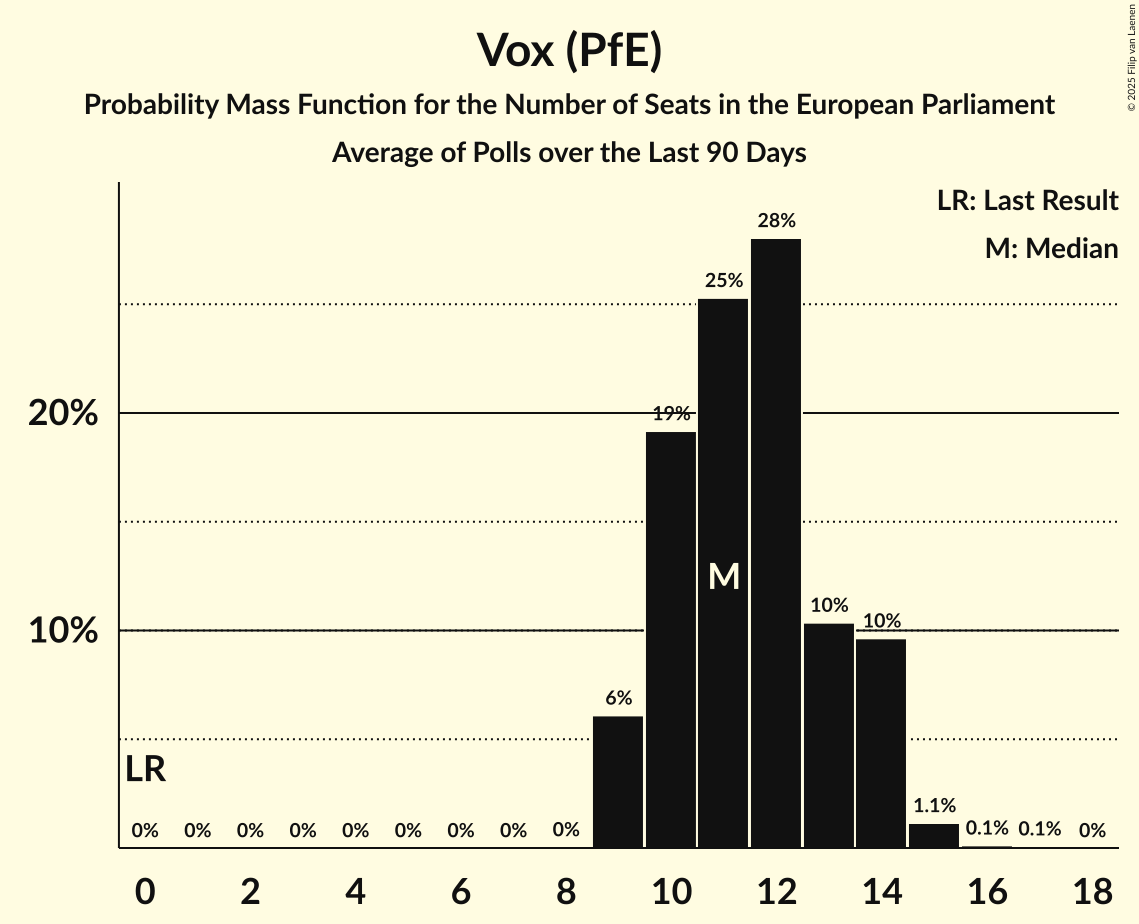 © 2025 Filip van Laenen
Vox (PfE)
Probability Mass Function for the Number of Seats in the European Parliament
Average of Polls over the Last 90 Days
LR: Last Result
M: Median
28%
25%
20%
19%
M
10%
10%
10%
6%
LR
1.1%
0% 0% 0% 0% 0% 0% 0% 0% 0% 0.1% 0.1% 0%
0 2 4 6 8 10 12 14 16 18